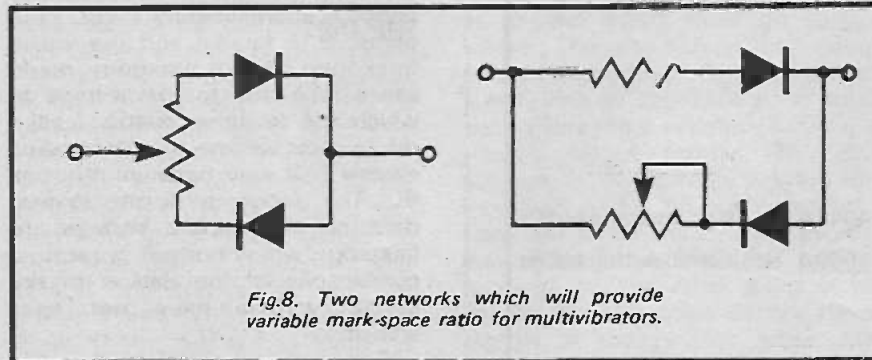 Fig.8. Two networks which will provide
variable mark-space ratio for multivibrators.